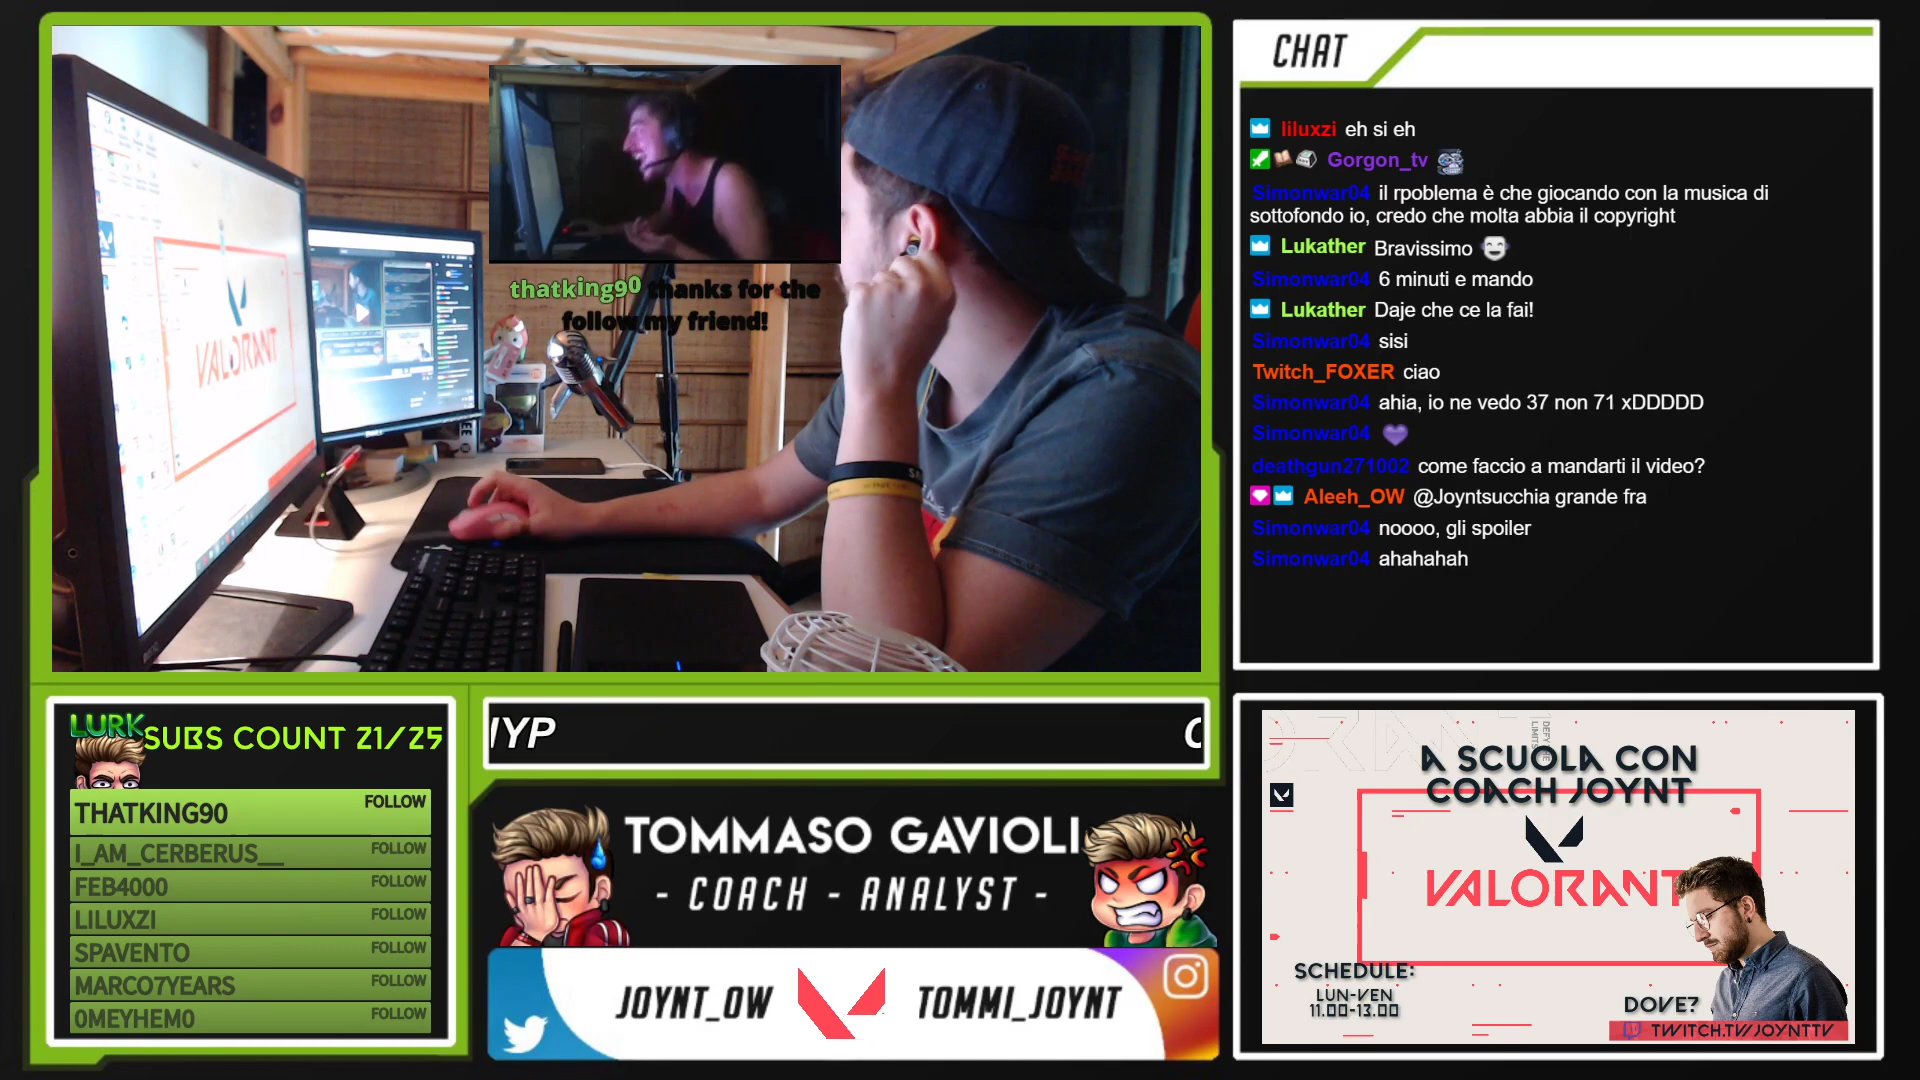 VALORANT
thatking90 thanks for the
follow my friend!
CHAT
liluxzi eh si eh
Gorgon_tv
Simonwar04 il rpoblema è che giocando con la musica di
sottofondo io, credo che molta abbia il copyright
Lukather Bravissimo
Simonwar04 6 minuti e mando
Lukather Daje che ce la fai!
Simonwar04 sisi
Twitch_FOXER ciao
Simonwar04 ahia, io ne vedo 37 non 71 xDDDDD
Simonwar04
deathgun271002 come faccio a mandarti il video?
Aleeh_OW @Joyntsucchia grande fra
Simonwar04 noooo, gli spoiler
Simonwar04 ahahahah
LURK
SUBS COUNT 21/25
THATKING90 FOLLOW
I_AM_CERBERUS__ FOLLOW
FEB4000 FOLLOW
LILUXZI FOLLOW
SPAVENTO FOLLOW
MARCO7YEARS FOLLOW
0MEYHEM0 FOLLOW
YP
TOMMASO GAVIOLI
- COACH - ANALYST -
JOYNT_OW
TOMMI_JOYNT
A SCUOLA CON
COACH JOYNT
VALORANT
SCHEDULE:
LUN-VEN
11.00-13.00
DOVE?
TWITCH.TV/JOYNTTV